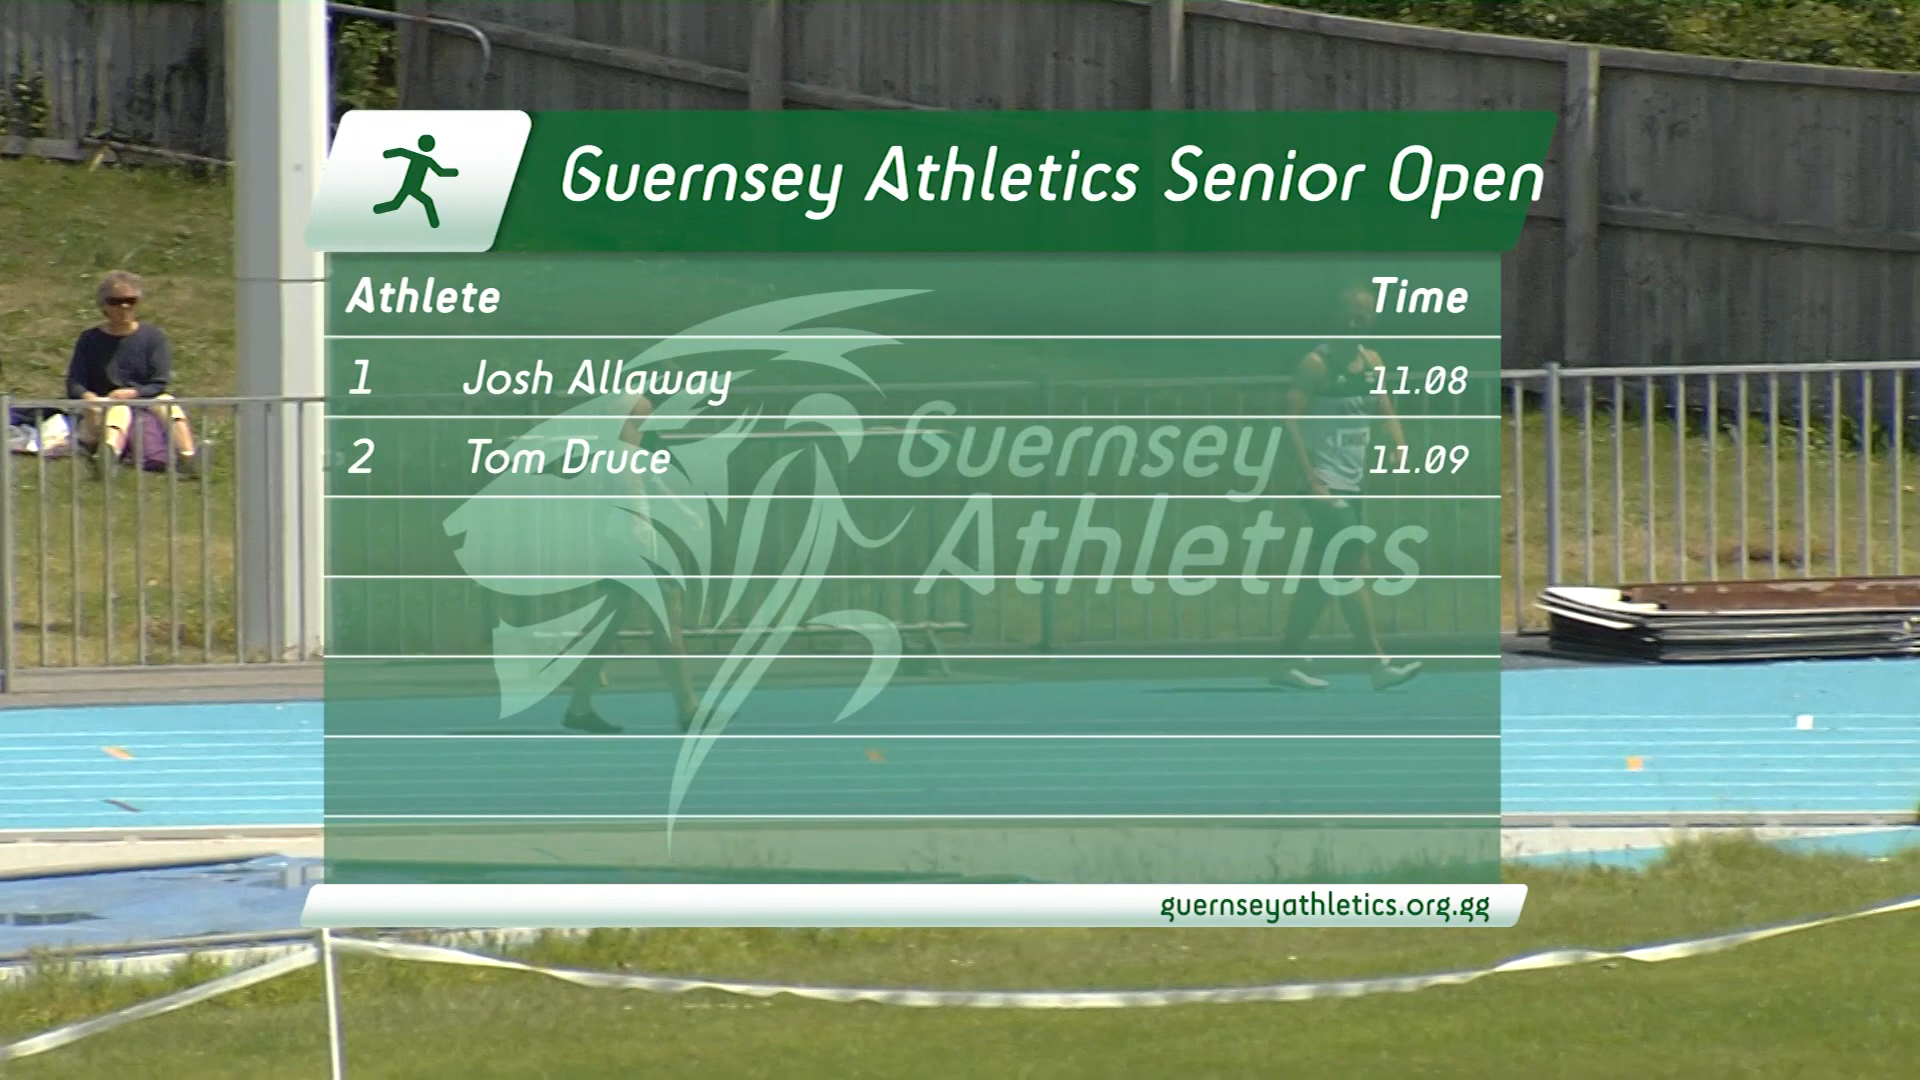 Guernsey Athletics Senior Open
Athlete Time
1 Josh Allaway 11.08
2 Tom Druce 11.09
Guernsey
Athletics
guernseyathletics.org.gg